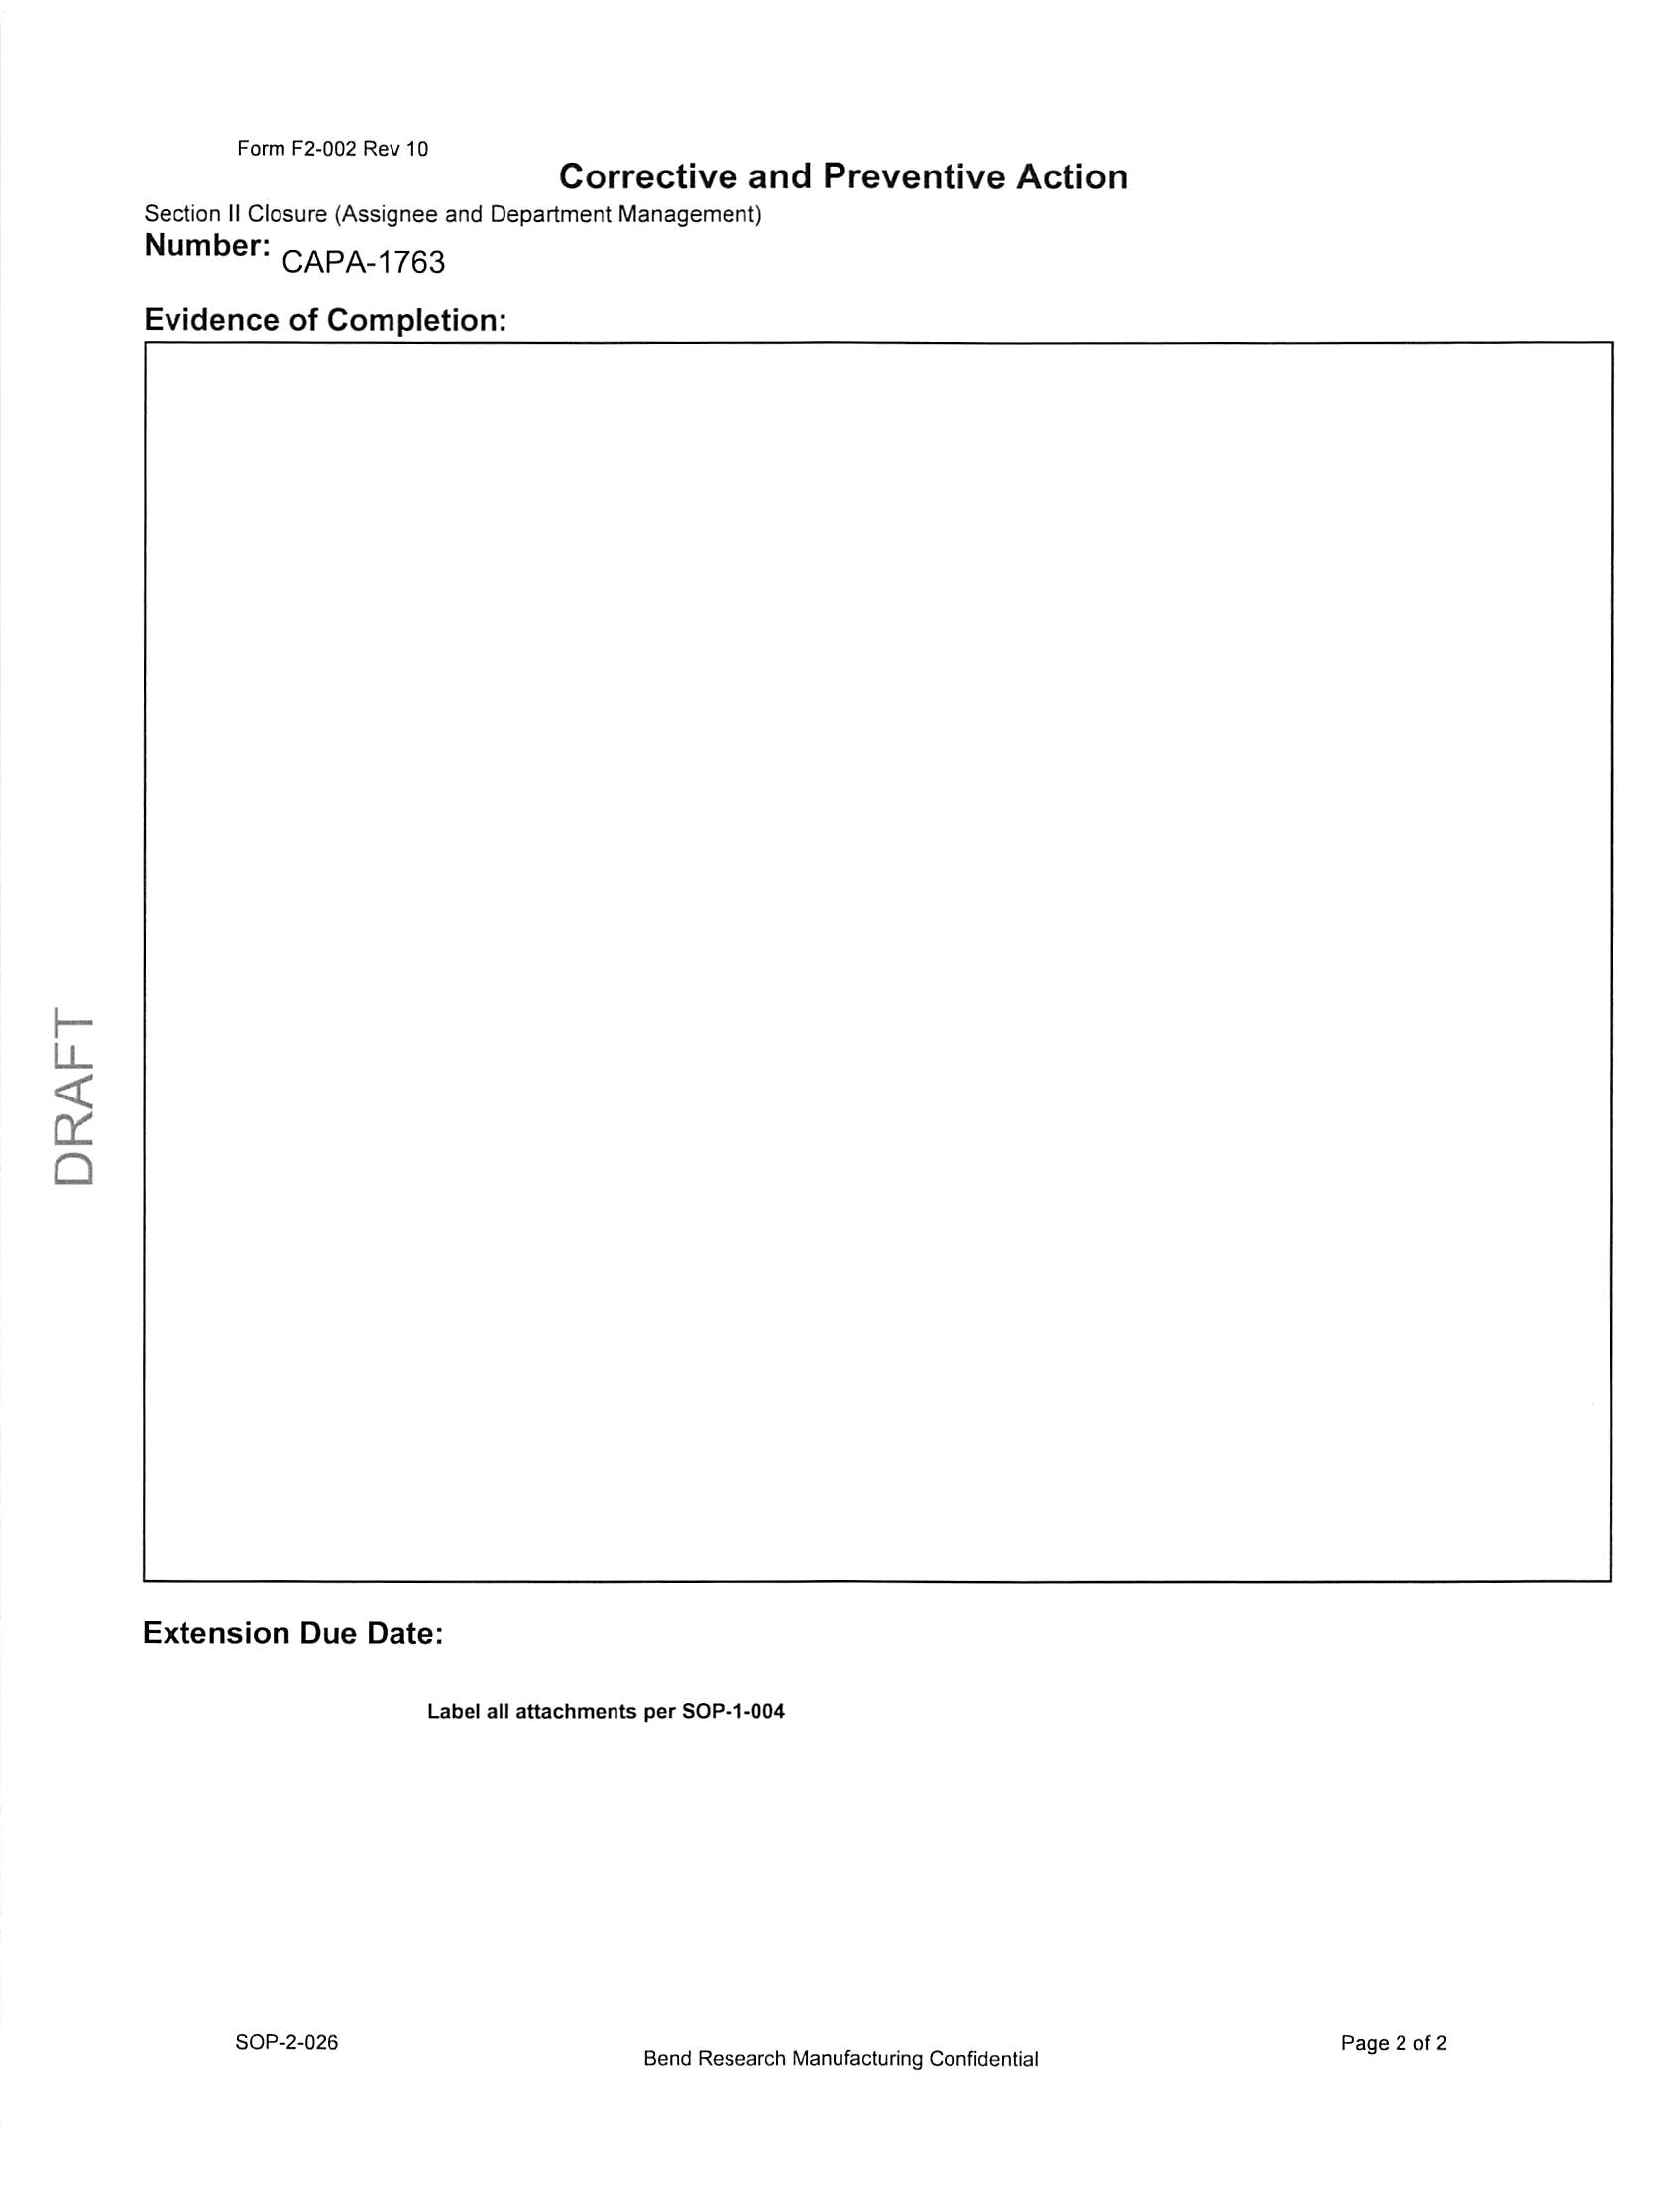 Form F2-002 Rev 10
Corrective and Preventive Action
Section II Closure (Assignee and Department Management)
Number: CAPA-1763
Evidence of Completion:
DRAFT
Extension Due Date:
Label all attachments per SOP-1-004
SOP-2-026
Bend Research Manufacturing Confidential
Page 2 of 2